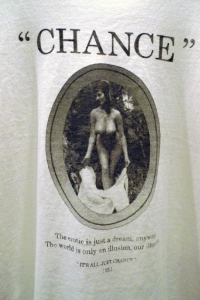 “CHANCE”
The erotic is just a dream, anyway
The world is only an illusion, our
"IT'S ALL JUST CHANCE"